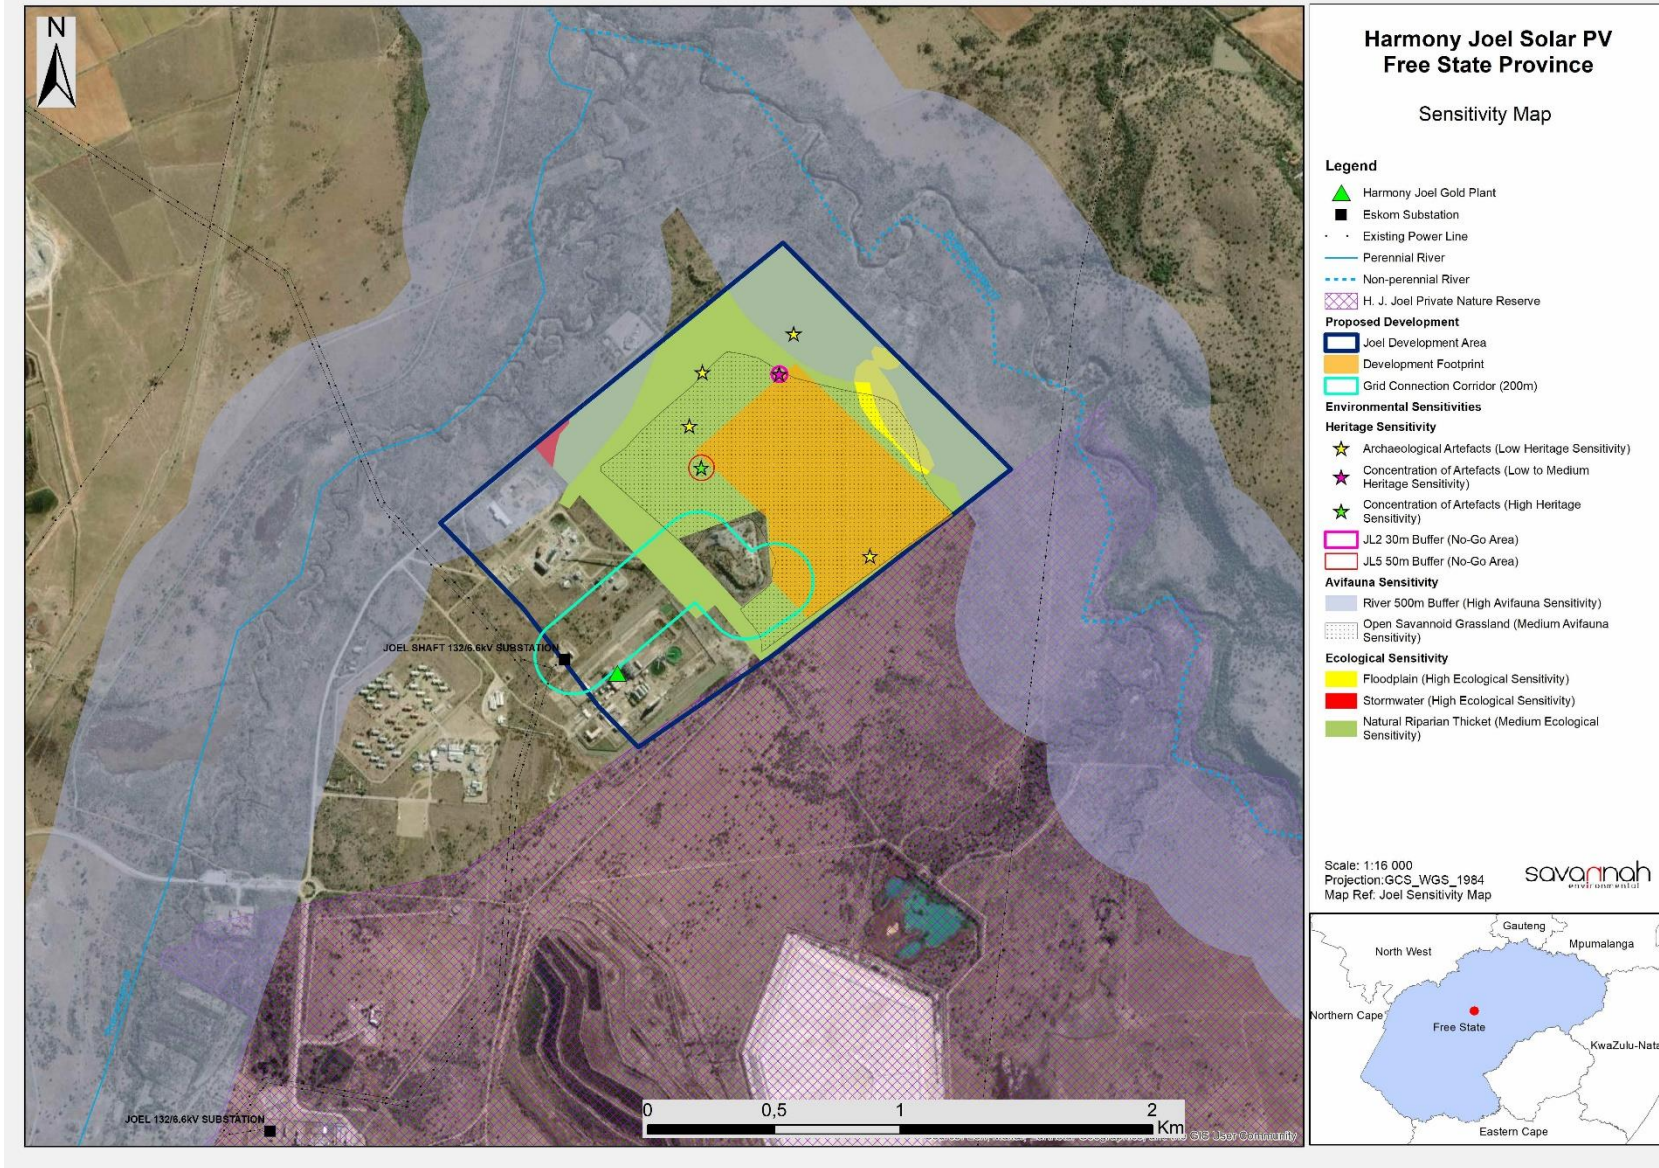 N
JOEL SHAFT 132/6.6kV SUBSTATION
JOEL 132/6.6kV SUBSTATION
0 0,5 1 2
Km
GIS User Community
Harmony Joel Solar PV
Free State Province
Sensitivity Map
Legend
Harmony Joel Gold Plant
Eskom Substation
Existing Power Line
Perennial River
Non-perennial River
H. J. Joel Private Nature Reserve
Proposed Development
Joel Development Area
Development Footprint
Grid Connection Corridor (200m)
Environmental Sensitivities
Heritage Sensitivity
Archaeological Artefacts (Low Heritage Sensitivity)
Concentration of Artefacts (Low to Medium
Heritage Sensitivity)
Concentration of Artefacts (High Heritage
Sensitivity)
JL2 30m Buffer (No-Go Area)
JL5 50m Buffer (No-Go Area)
Avifauna Sensitivity
River 500m Buffer (High Avifauna Sensitivity)
Open Savannoid Grassland (Medium Avifauna
Sensitivity)
Ecological Sensitivity
Floodplain (High Ecological Sensitivity)
Stormwater (High Ecological Sensitivity)
Natural Riparian Thicket (Medium Ecological
Sensitivity)
Scale: 1:16 000
Projection:GCS_WGS_1984
Map Ref: Joel Sensitivity Map
savannah
environmental
Gauteng
North West
Mpumalanga
Northern Cape
Free State
KwaZulu-Nata
Eastern Cape